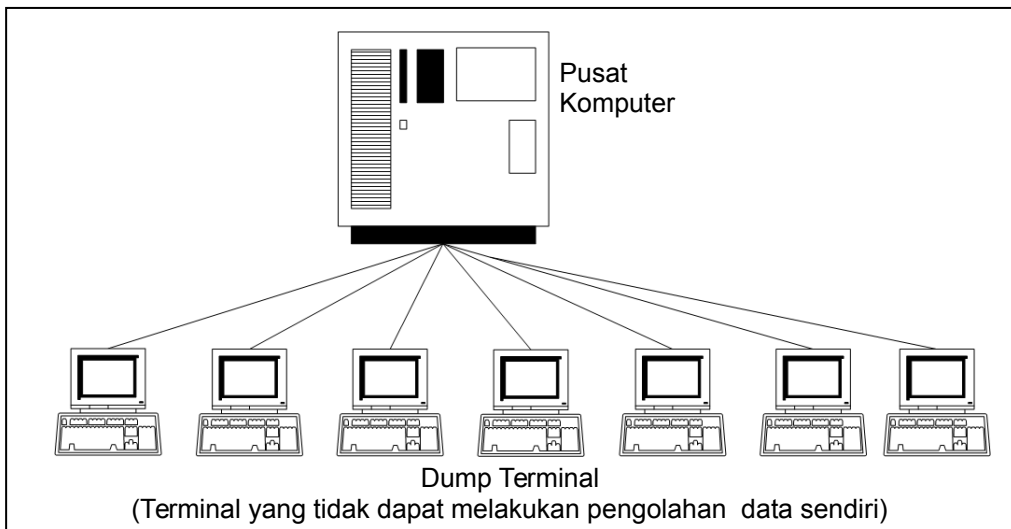 Pusat
Komputer
Dump Terminal
(Terminal yang tidak dapat melakukan pengolahan data sendiri)